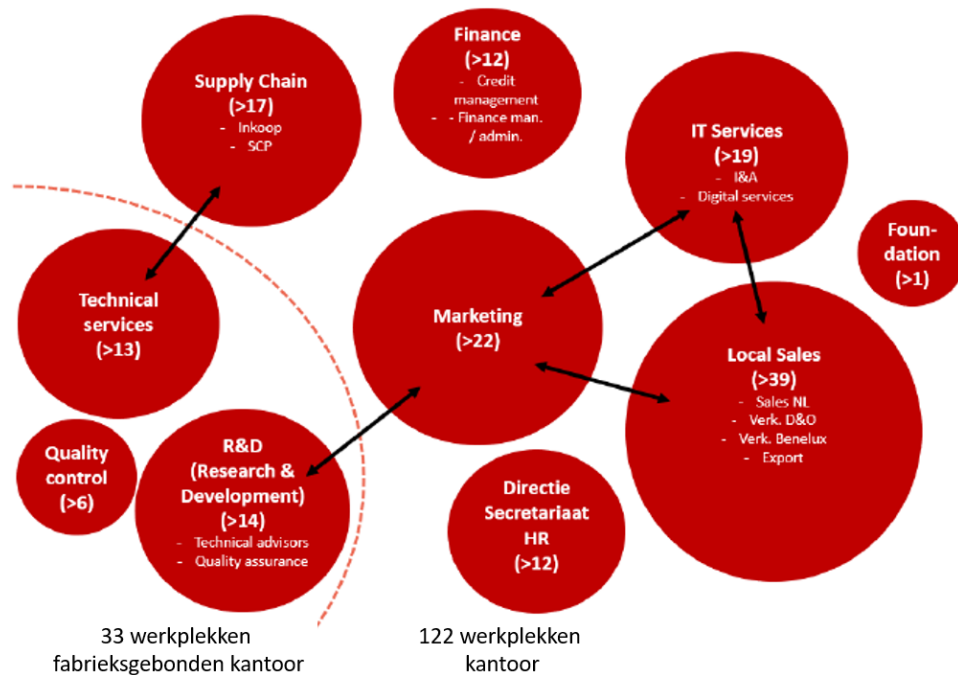 Supply Chain
(>17)
- Inkoop
- SCP
Finance
(>12)
- Credit
management
- - Finance man.
/ admin.
IT Services
(>19)
- I&A
- Digital services
Foun-
dation
(>1)
Technical
services
(>13)
Marketing
(>22)
Local Sales
(>39)
- Sales NL
- Verk. D&O
- Verk. Benelux
- Export
Quality
control
(>6)
R&D
(Research &
Development)
(>14)
- Technical advisors
- Quality assurance
Directie
Secretariaat
HR
(>12)
33 werkplekken
fabrieksgebonden kantoor
122 werkplekken
kantoor